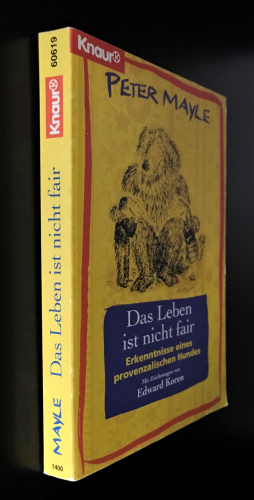 60619
Knaur
Das Leben ist nicht fair
MAYLE
1400
Knaur
PETER MAYLE
Das Leben
ist nicht fair
Erkenntnisse eines
provenzalischen Hundes
Mit Zeichnungen von
Edward Koren